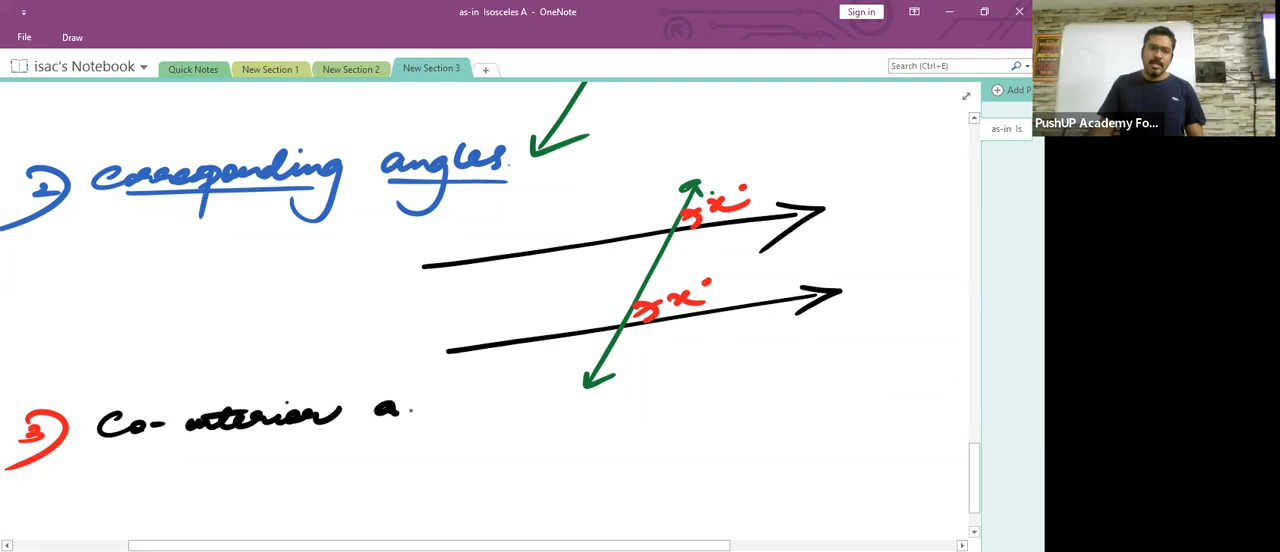 as-in Isosceles A - OneNote
Sign in
File
Draw
isac's Notebook
Quick Notes
New Section 1
New Section 2
New Section 3
+
Search (Ctrl+E)
Add P
as-in Is
PushUP Academy Fo...
2) Corresponding angles.
x°
x°
3) Co-interior a